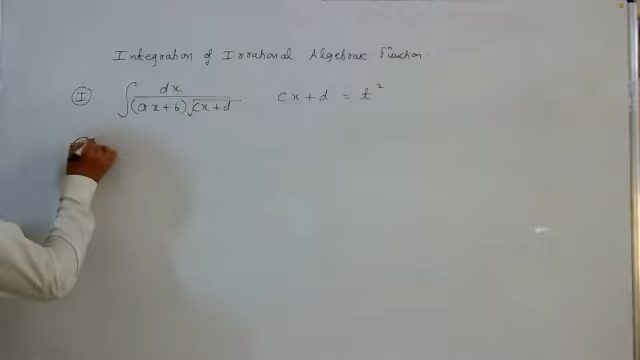 Integration of Irrational Algebraic Function
I ∫ dx / (ax+b)√cx+d cx+d = t²